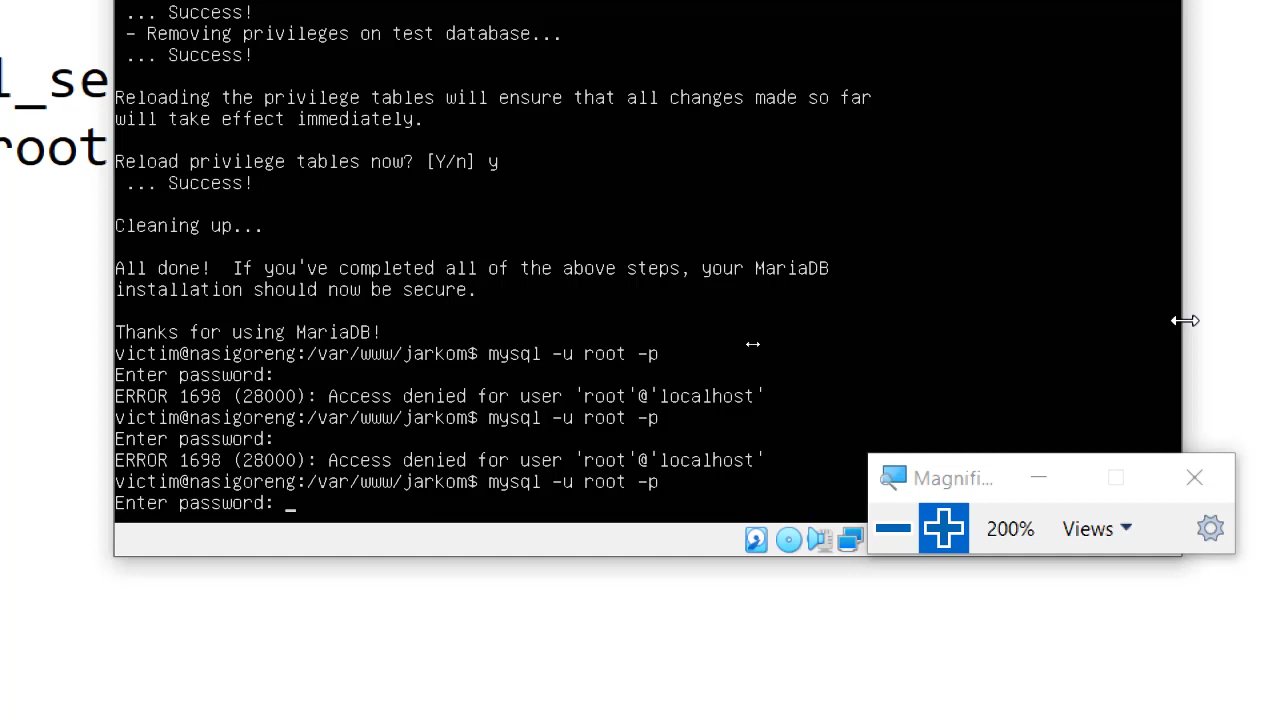 l_se
root
... Success!
- Removing privileges on test database...
... Success!
Reloading the privilege tables will ensure that all changes made so far
will take effect immediately.
Reload privilege tables now? [Y/n] y
... Success!
Cleaning up...
All done!  If you've completed all of the above steps, your MariaDB
installation should now be secure.
Thanks for using MariaDB!
victim@nasigoreng:/var/www/jarkom$ mysql -u root -p
Enter password:
ERROR 1698 (28000): Access denied for user 'root'@'localhost'
victim@nasigoreng:/var/www/jarkom$ mysql -u root -p
Enter password:
ERROR 1698 (28000): Access denied for user 'root'@'localhost'
victim@nasigoreng:/var/www/jarkom$ mysql -u root -p
Enter password: _
Magnifi...
200%
Views